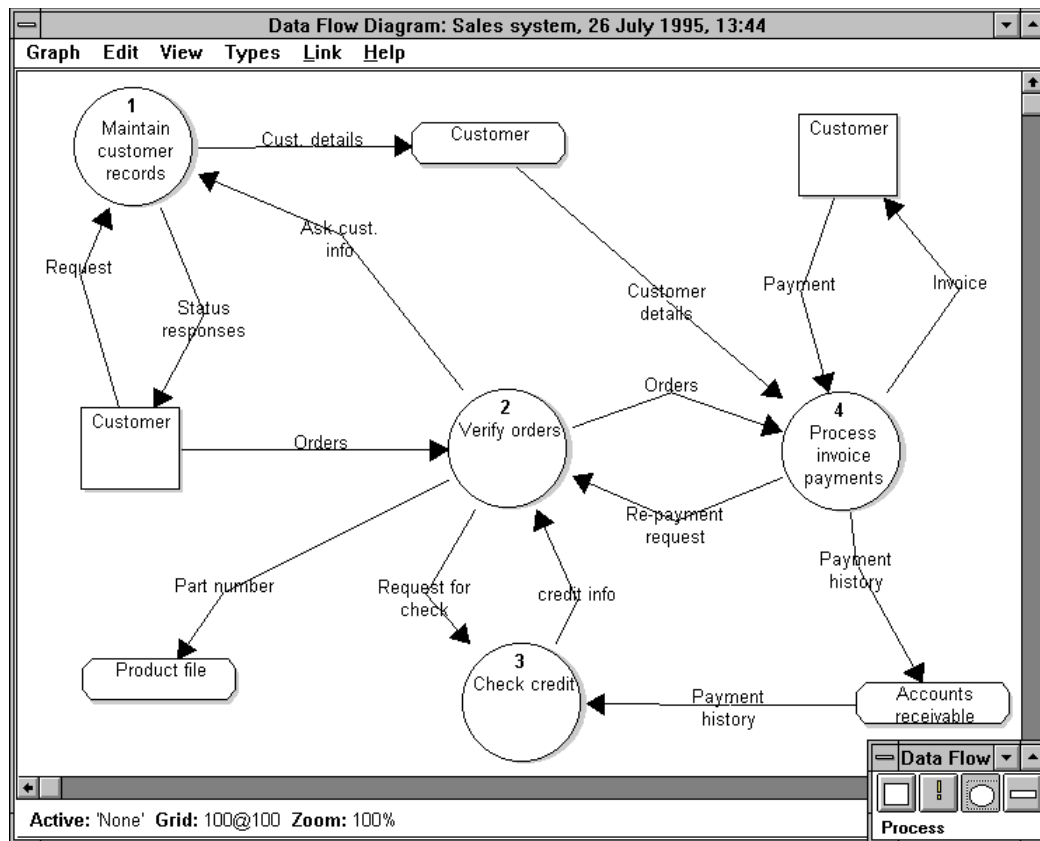 Data Flow Diagram: Sales system, 26 July 1995, 13:44
Graph Edit View Types Link Help
1
Maintain
customer
records
Cust. details
Customer
Customer
Ask cust.
info
Request
Status
responses
Customer
details
Payment
Invoice
Customer
Orders
2
Verify orders
Orders
4
Process
invoice
payments
Re-payment
request
Part number
Request for
check
credit info
Payment
history
Product file
3
Check credit
Payment
history
Accounts
receivable
Data Flow
!
Process
Active: 'None' Grid: 100@100 Zoom: 100%